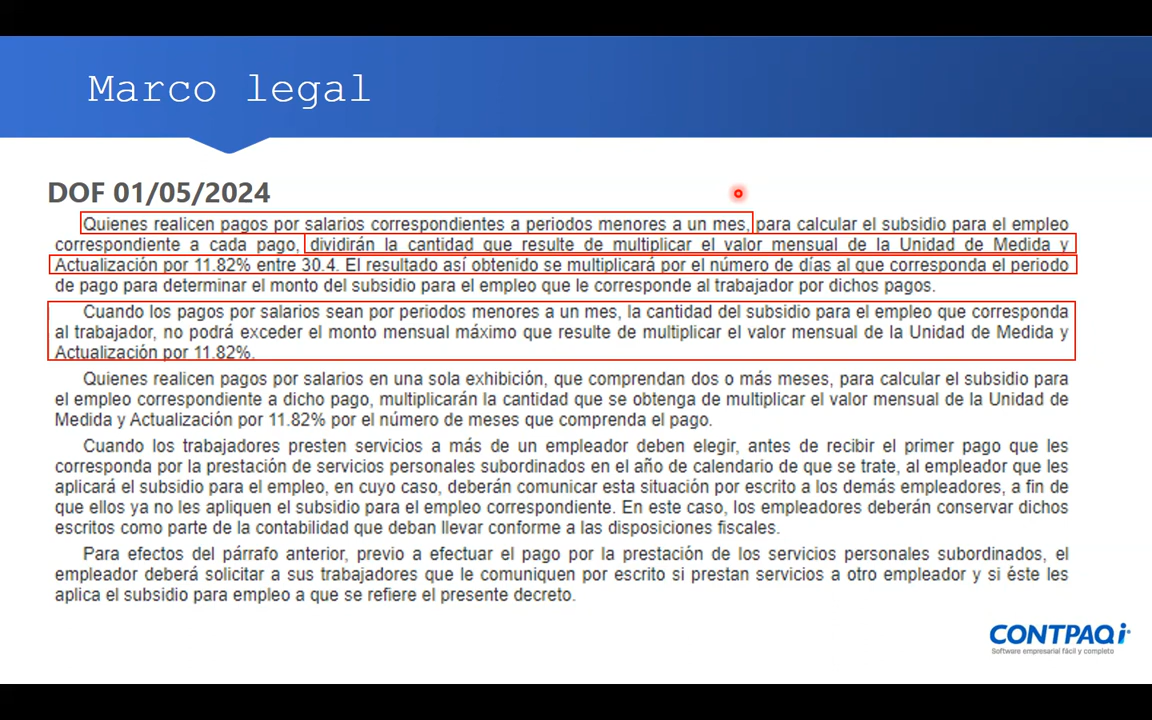 Marco legal
DOF 01/05/2024
Quienes realicen pagos por salarios correspondientes a periodos menores a un mes, para calcular el subsidio para el empleo
correspondiente a cada pago, dividirán la cantidad que resulte de multiplicar el valor mensual de la Unidad de Medida y
Actualización por 11.82% entre 30.4. El resultado así obtenido se multiplicará por el número de días al que corresponda el periodo
de pago para determinar el monto del subsidio para el empleo que le corresponde al trabajador por dichos pagos.
Cuando los pagos por salarios sean por periodos menores a un mes, la cantidad del subsidio para el empleo que corresponda
al trabajador, no podrá exceder el monto mensual máximo que resulte de multiplicar el valor mensual de la Unidad de Medida y
Actualización por 11.82%.
Quienes realicen pagos por salarios en una sola exhibición, que comprendan dos o más meses, para calcular el subsidio para
el empleo correspondiente a dicho pago, multiplicarán la cantidad que se obtenga de multiplicar el valor mensual de la Unidad de
Medida y Actualización por 11.82% por el número de meses que comprenda el pago.
Cuando los trabajadores presten servicios a más de un empleador deben elegir, antes de recibir el primer pago que les
corresponda por la prestación de servicios personales subordinados en el año de calendario de que se trate, al empleador que les
aplicará el subsidio para el empleo, en cuyo caso, deberán comunicar esta situación por escrito a los demás empleadores, a fin de
que ellos ya no les apliquen el subsidio para el empleo correspondiente. En este caso, los empleadores deberán conservar dichos
escritos como parte de la contabilidad que deban llevar conforme a las disposiciones fiscales.
Para efectos del párrafo anterior, previo a efectuar el pago por la prestación de los servicios personales subordinados, el
empleador deberá solicitar a sus trabajadores que le comuniquen por escrito si prestan servicios a otro empleador y si éste les
aplica el subsidio para empleo a que se refiere el presente decreto.
CONTPAQi
Software empresarial fácil y completo